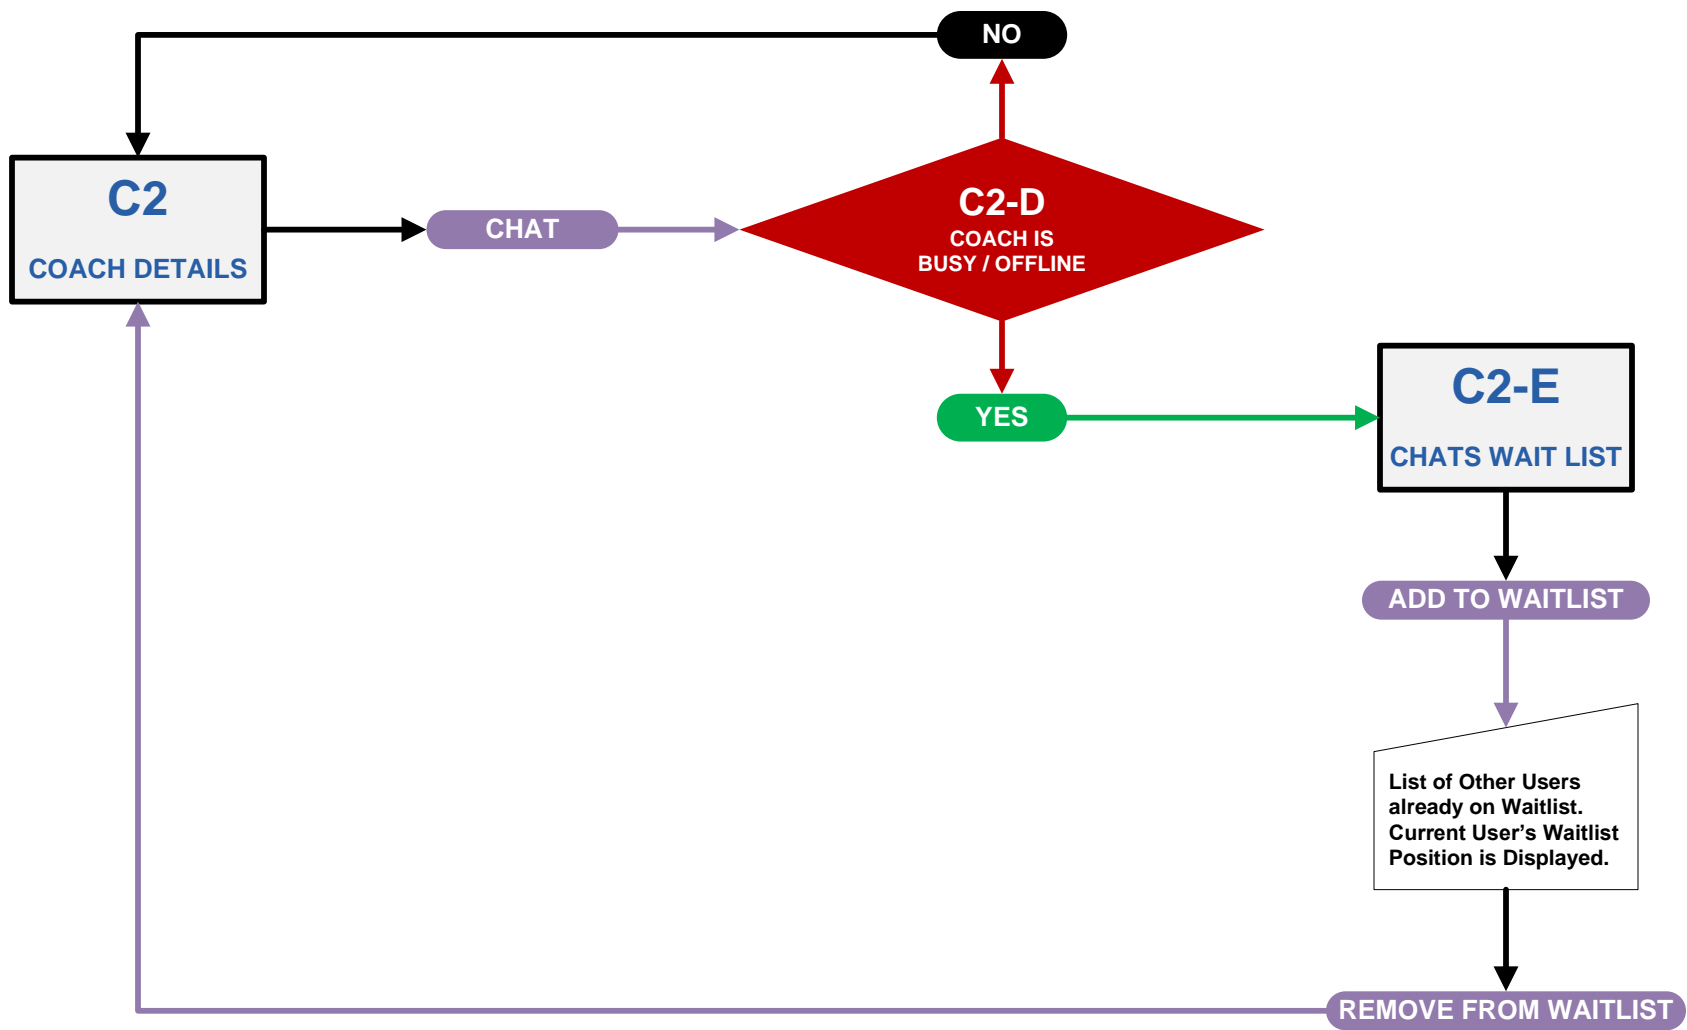 NO
C2
COACH DETAILS
CHAT
C2-D
COACH IS
BUSY / OFFLINE
YES
C2-E
CHATS WAIT LIST
ADD TO WAITLIST
List of Other Users
already on Waitlist.
Current User’s Waitlist
Position is Displayed.
REMOVE FROM WAITLIST